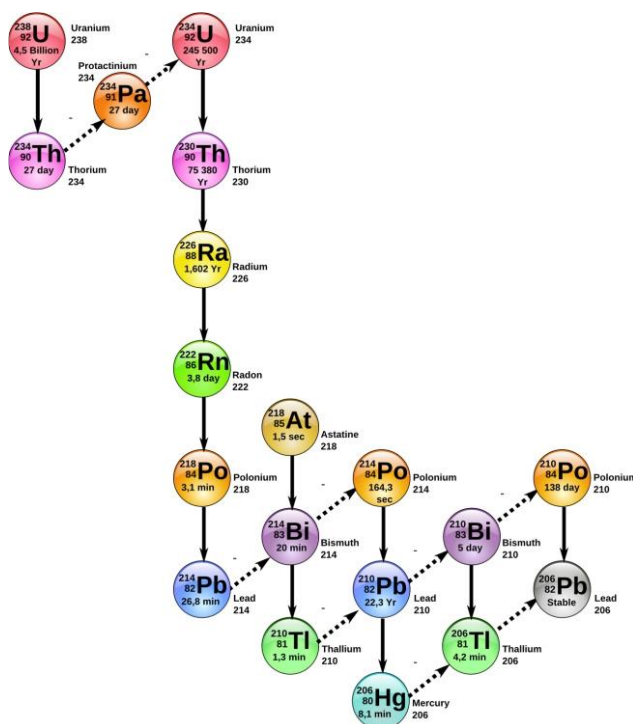 238
92 U
4,5 Billion
Yr
Uranium
238
234
92 U
245 500
Yr
Uranium
234
Protactinium
234
234
91 Pa
27 day
-
-
234
90 Th
27 day
Thorium
234
230
90 Th
75 380
Yr
Thorium
230
226
88 Ra
1,602 Yr
Radium
226
222
86 Rn
3,8 day
Radon
222
218
85 At
1,5 sec
Astatine
218
218
84 Po
3,1 min
Polonium
218
-
214
84 Po
164,3
sec
Polonium
214
-
210
84 Po
138 day
Polonium
210
214
83 Bi
20 min
Bismuth
214
210
83 Bi
5 day
Bismuth
210
-
-
214
82 Pb
26,8 min
Lead
214
210
82 Pb
22,3 Yr
Lead
210
206
82 Pb
Stable
Lead
206
-
-
210
81 Tl
1,3 min
Thallium
210
206
81 Tl
4,2 min
Thallium
206
-
206
80 Hg
8,1 min
Mercury
206